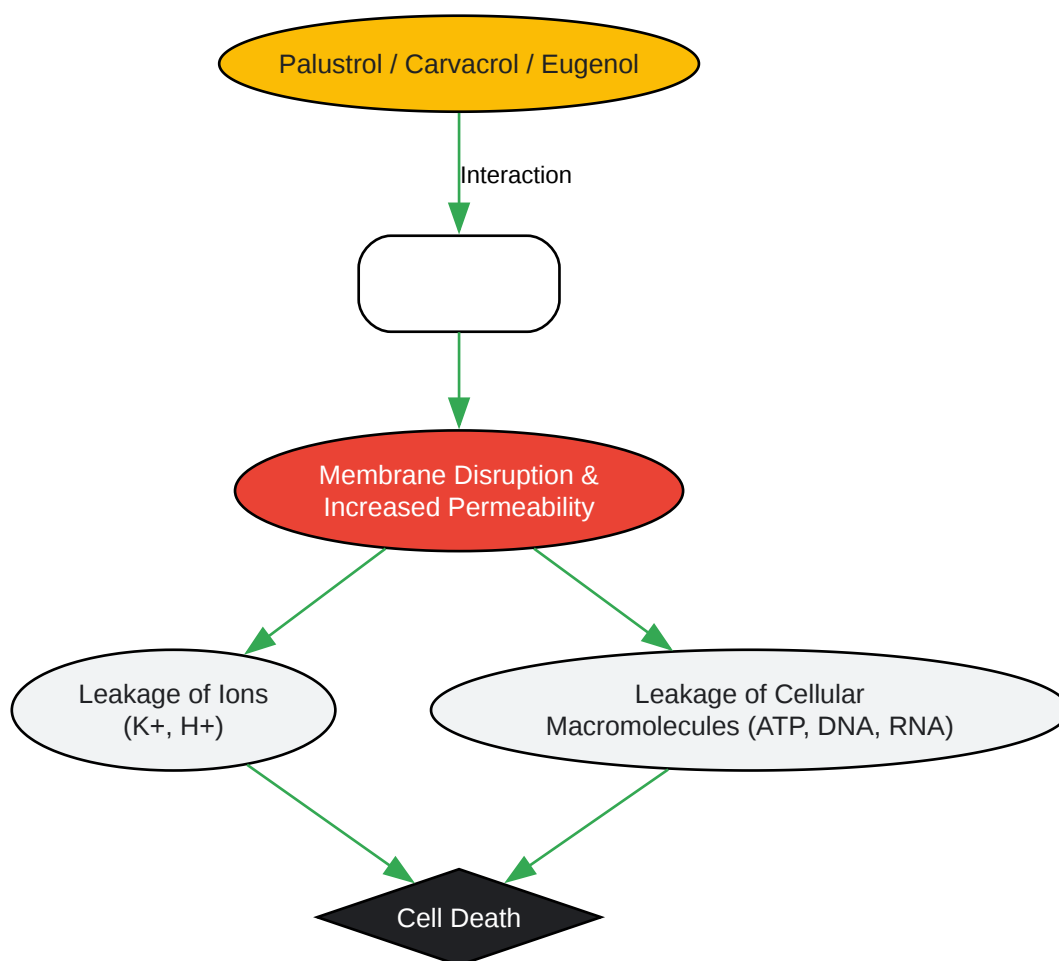 Palustrol / Carvacrol / Eugenol
Interaction
Membrane Disruption &
Increased Permeability
Leakage of Ions
(K+, H+)
Leakage of Cellular
Macromolecules (ATP, DNA, RNA)
Cell Death